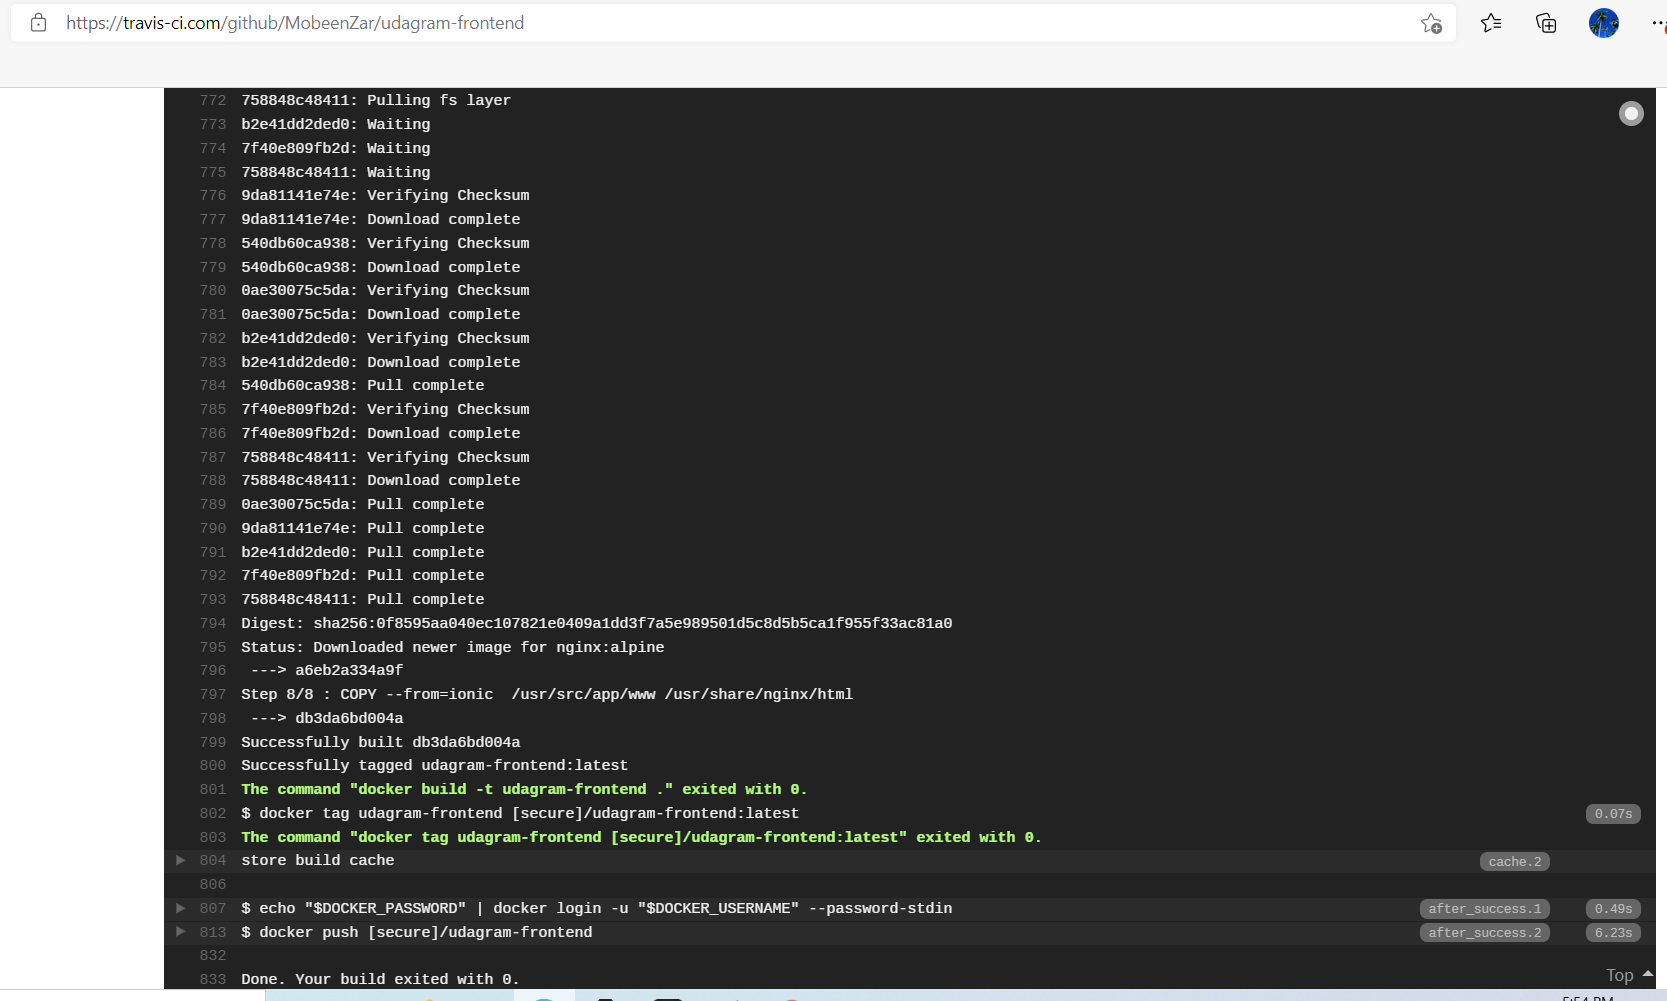 https://travis-ci.com/github/MobeenZar/udagram-frontend
772 758848c48411: Pulling fs layer
773 b2e41dd2ded0: Waiting
774 7f40e809fb2d: Waiting
775 758848c48411: Waiting
776 9da81141e74e: Verifying Checksum
777 9da81141e74e: Download complete
778 540db60ca938: Verifying Checksum
779 540db60ca938: Download complete
780 0ae30075c5da: Verifying Checksum
781 0ae30075c5da: Download complete
782 b2e41dd2ded0: Verifying Checksum
783 b2e41dd2ded0: Download complete
784 540db60ca938: Pull complete
785 7f40e809fb2d: Verifying Checksum
786 7f40e809fb2d: Download complete
787 758848c48411: Verifying Checksum
788 758848c48411: Download complete
789 0ae30075c5da: Pull complete
790 9da81141e74e: Pull complete
791 b2e41dd2ded0: Pull complete
792 7f40e809fb2d: Pull complete
793 758848c48411: Pull complete
794 Digest: sha256:0f8595aa040ec107821e0409a1dd3f7a5e989501d5c8d5b5ca1f955f33ac81a0
795 Status: Downloaded newer image for nginx:alpine
796 ---> a6eb2a334a9f
797 Step 8/8 : COPY --from=ionic  /usr/src/app/www /usr/share/nginx/html
798 ---> db3da6bd004a
799 Successfully built db3da6bd004a
800 Successfully tagged udagram-frontend:latest
801 The command "docker build -t udagram-frontend ." exited with 0.
802 $ docker tag udagram-frontend [secure]/udagram-frontend:latest 0.07s
803 The command "docker tag udagram-frontend [secure]/udagram-frontend:latest" exited with 0.
804 store build cache cache.2
806
807 $ echo "$DOCKER_PASSWORD" | docker login -u "$DOCKER_USERNAME" --password-stdin after_success.1 0.49s
813 $ docker push [secure]/udagram-frontend after_success.2 6.23s
832
833 Done. Your build exited with 0.
Top
5:54 PM